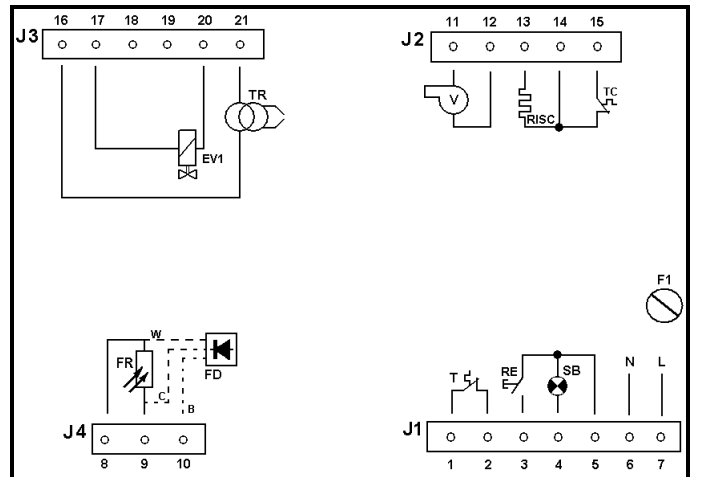 16 17 18 19 20 21
J3
11 12 13 14 15
J2
TR
EV1
V
RISC
TC
F1
W
FR
FD
C
B
J4
8 9 10
T
RE
SB
N
L
J1
1 2 3 4 5 6 7